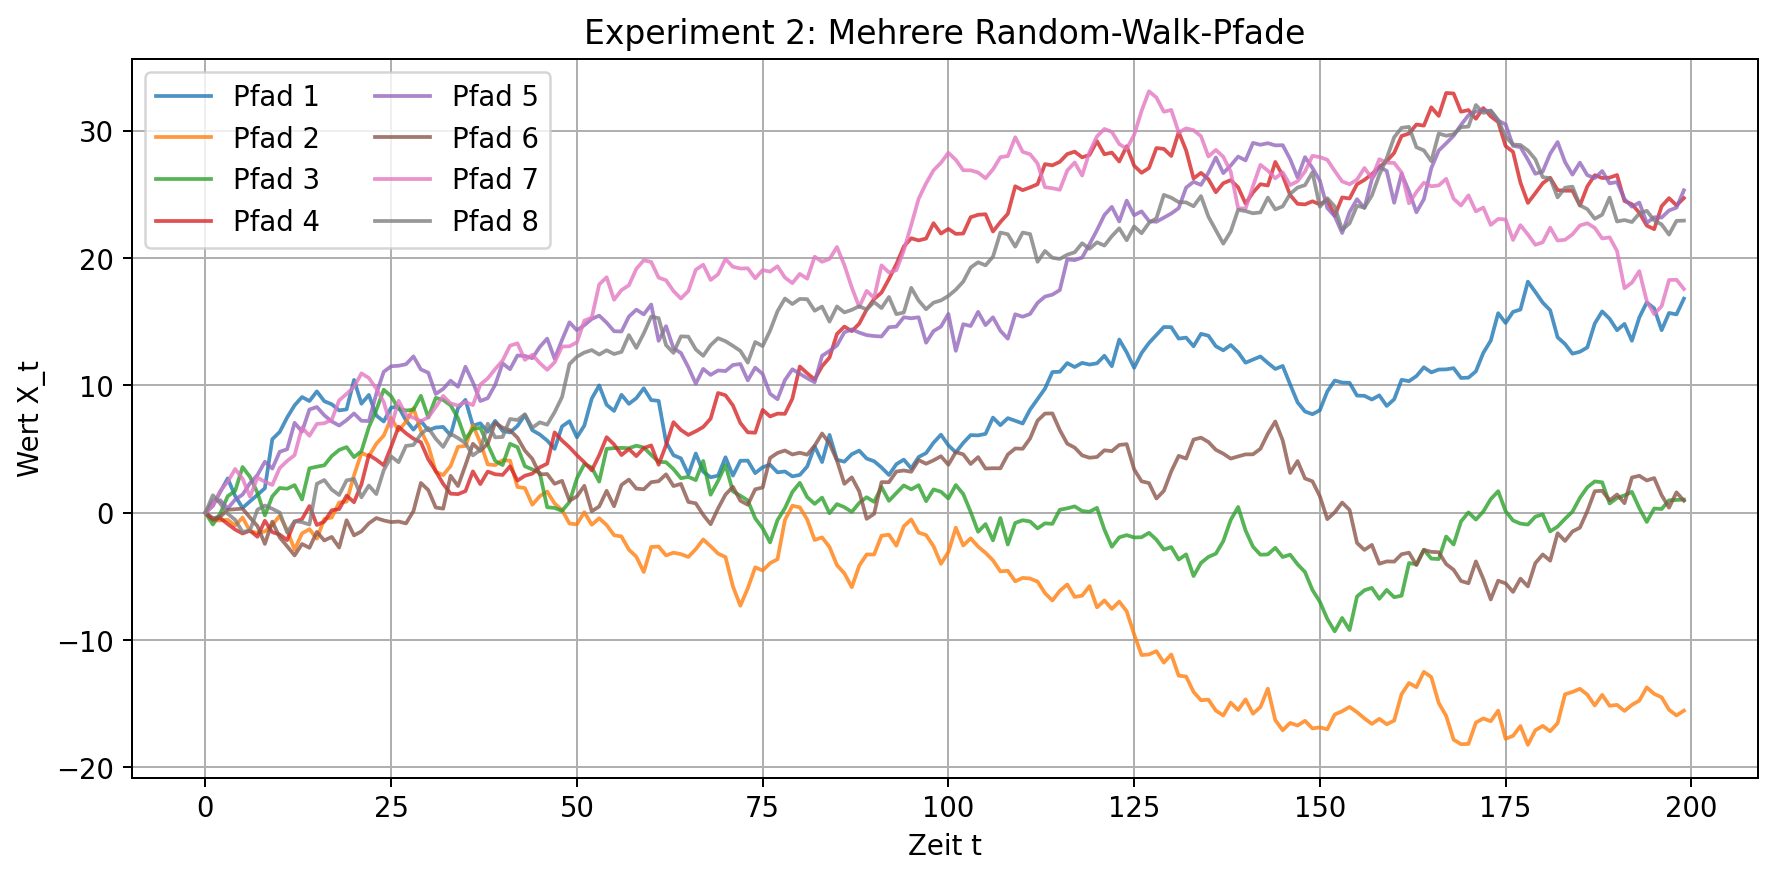 Experiment 2: Mehrere Random-Walk-Pfade
Pfad 1
Pfad 2
Pfad 3
Pfad 4
Pfad 5
Pfad 6
Pfad 7
Pfad 8
Wert X_t
30
20
10
0
−10
−20
0 25 50 75 100 125 150 175 200
Zeit t